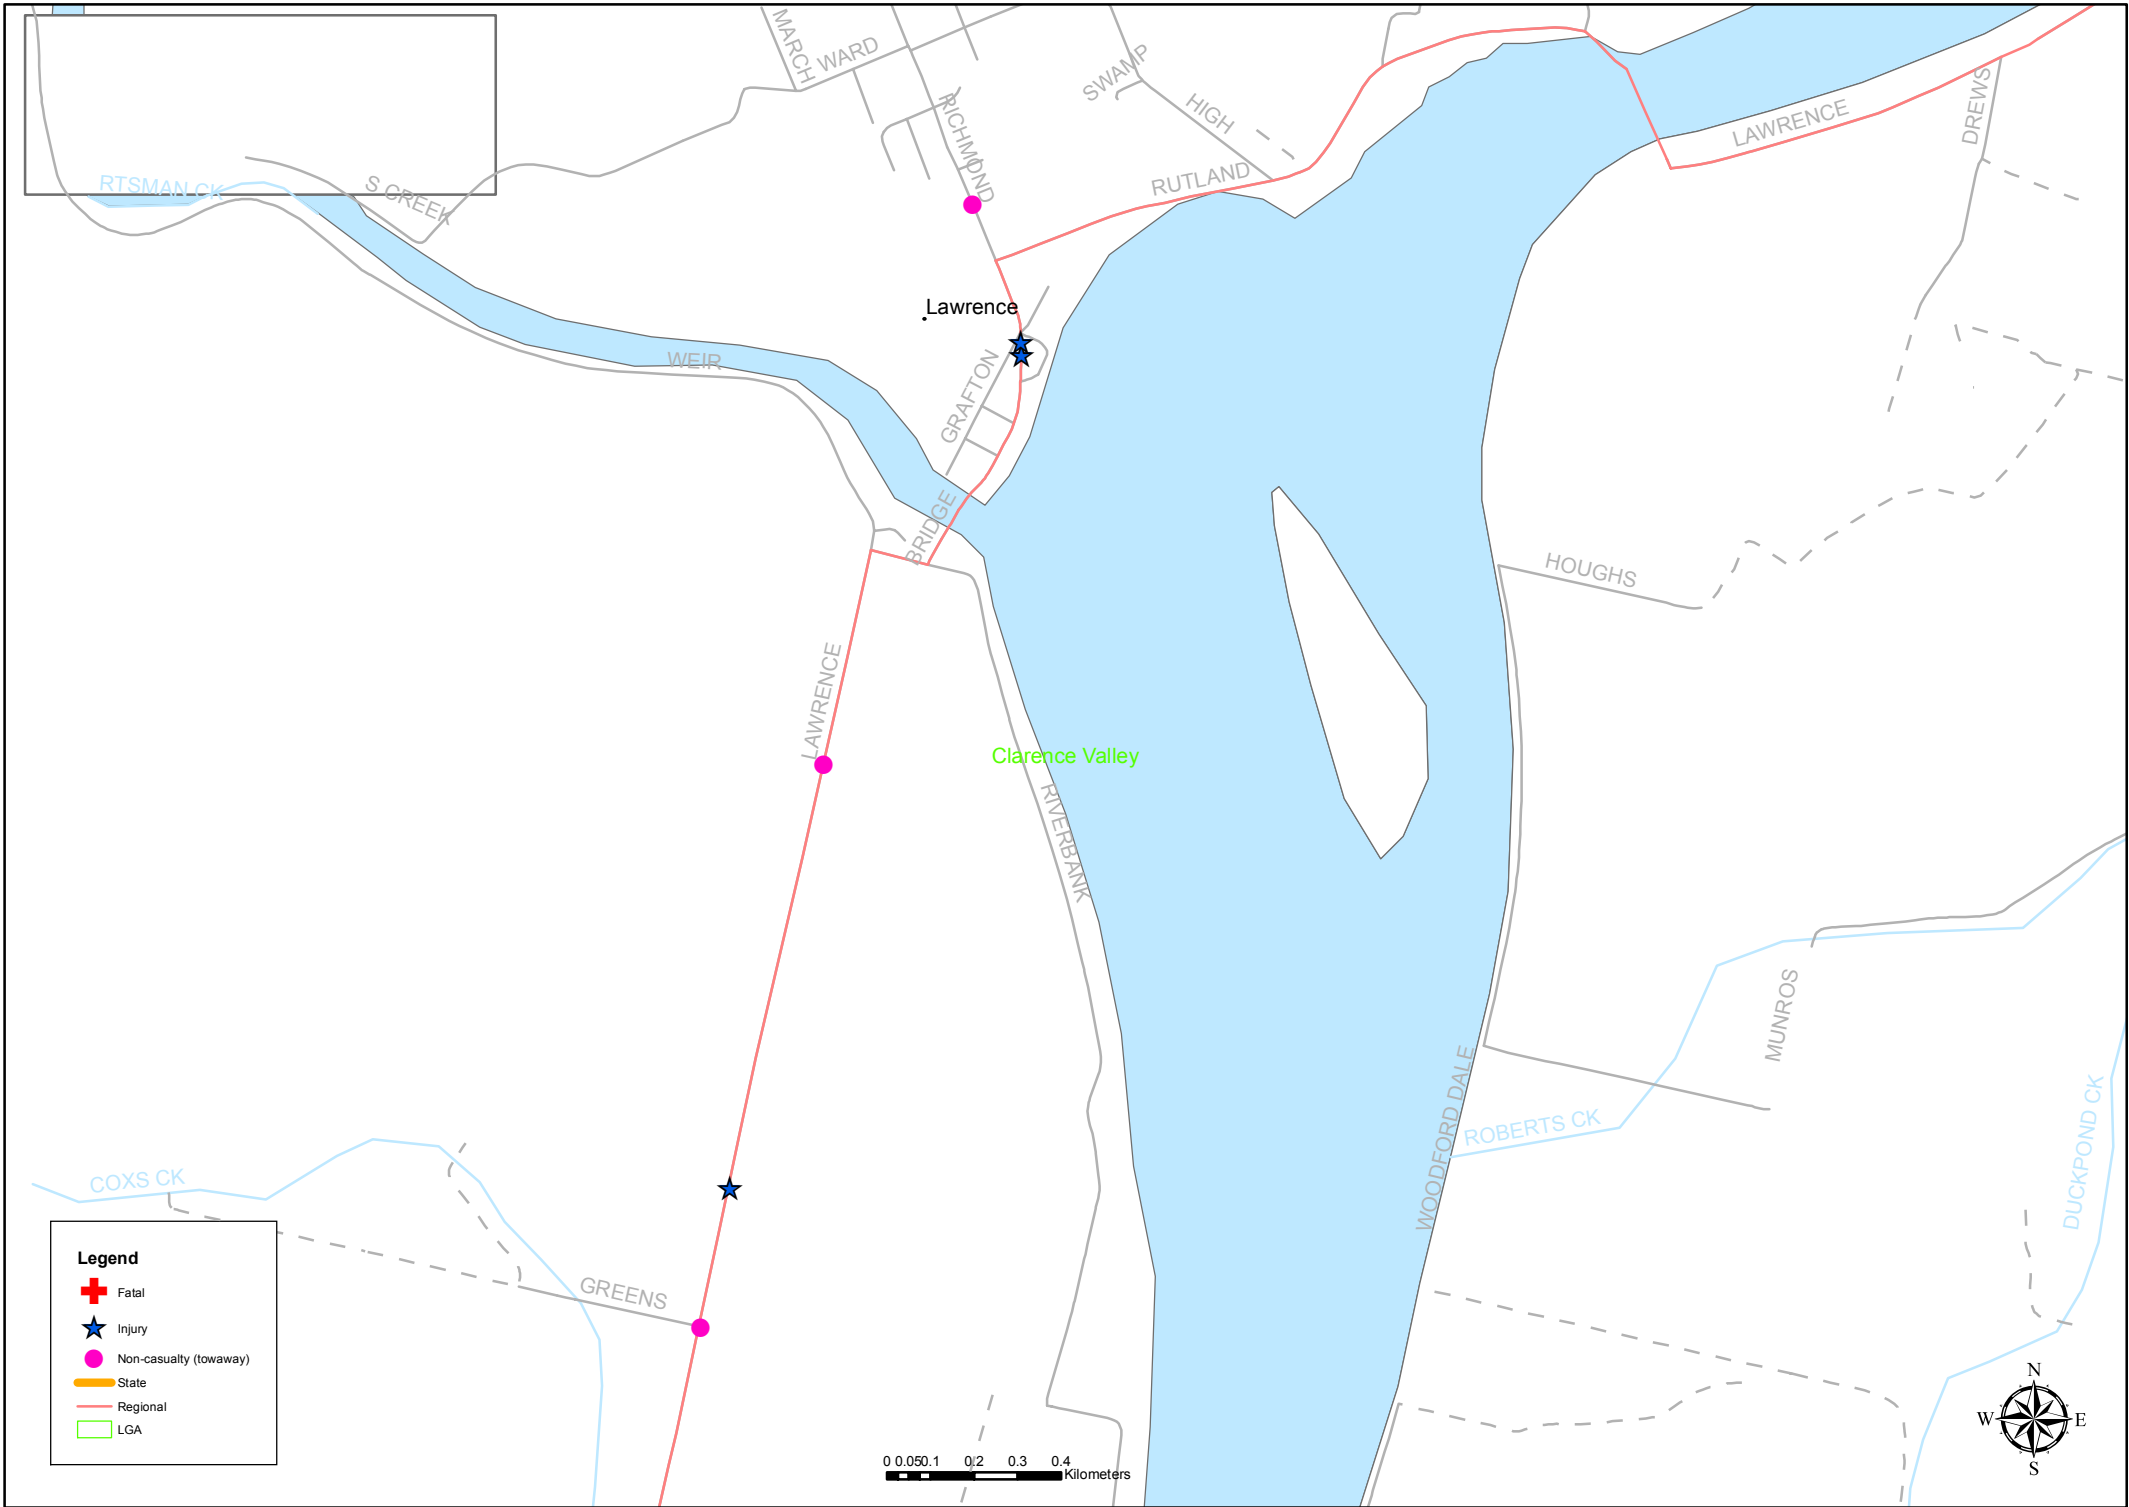 MARCH
WARD
SWAMP
HIGH
RICHMOND
DREWS
LAWRENCE
RUTLAND
RTSMAN CK
S CREEK
Lawrence
WEIR
GRAFTON
BRIDGE
HOUGHS
LAWRENCE
Clarence Valley
RIVERBANK
MUNROS
WOODFORD DALE
ROBERTS CK
DUCKPOND CK
COXS CK
GREENS
Legend
Fatal
Injury
Non-casualty (towaway)
State
Regional
LGA
0 0.050.1 0.2 0.3 0.4
Kilometers
N
W E
S